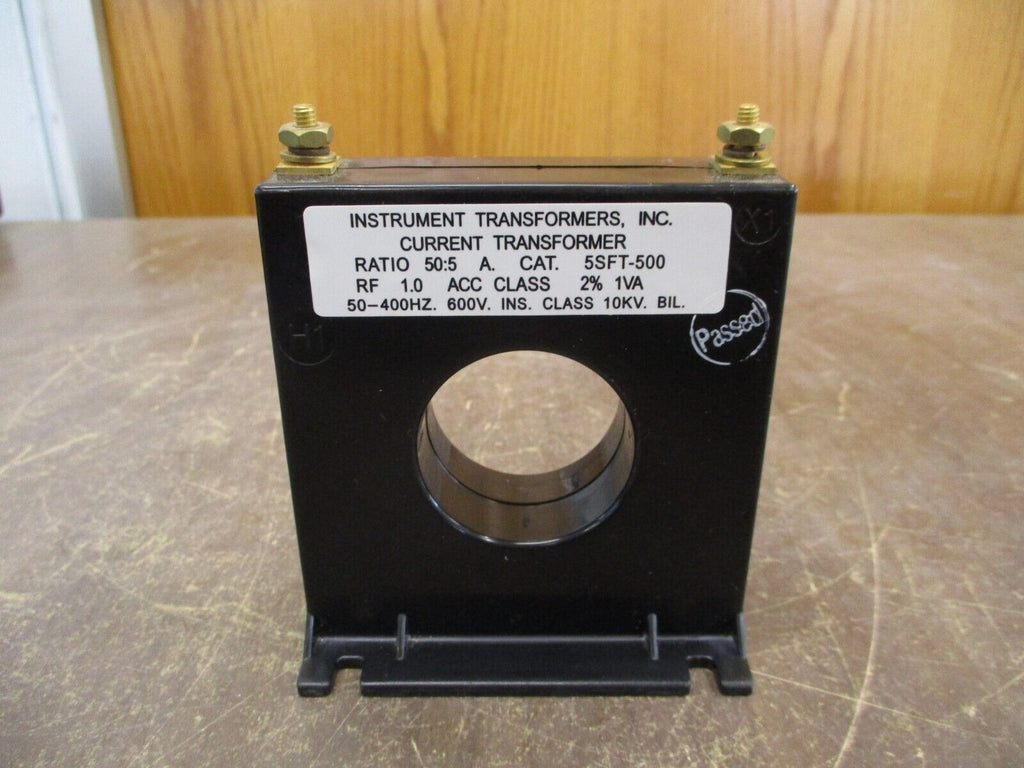 INSTRUMENT TRANSFORMERS, INC.
CURRENT TRANSFORMER
RATIO 50:5 A. CAT. 5SFT-500
RF 1.0 ACC CLASS 2% 1VA
50-400HZ. 600V. INS. CLASS 10KV. BIL.
X1
H1
Passed